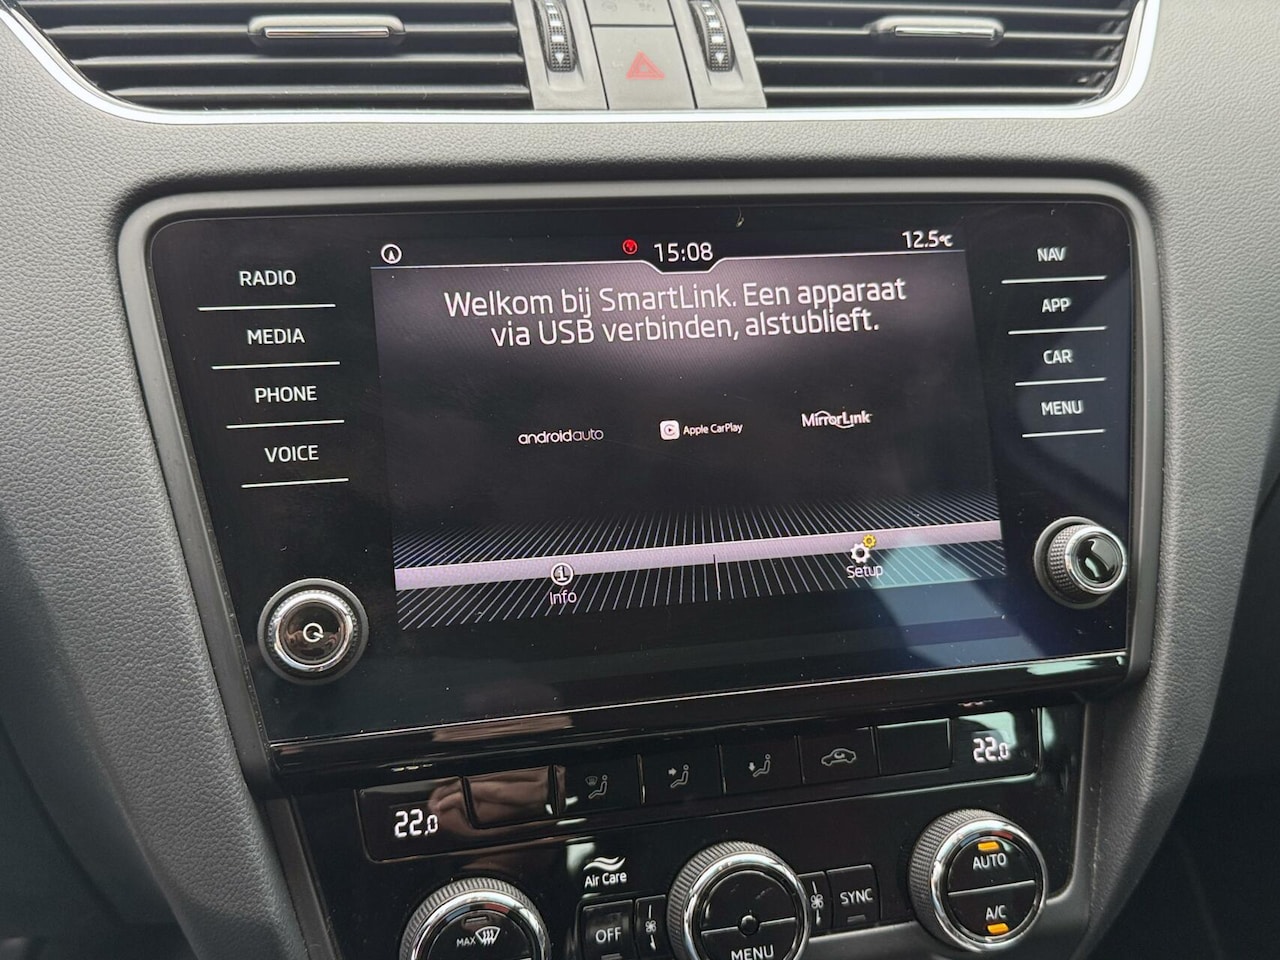 15:08
12.5°C
RADIO
MEDIA
PHONE
VOICE
Welkom bij SmartLink. Een apparaat
via USB verbinden, alstublieft.
androidauto
Apple CarPlay
MirrorLink
Info
Setup
NAV
APP
CAR
MENU
22.0
22.0
Air Care
MAX
OFF
MENU
SYNC
AUTO
A/C